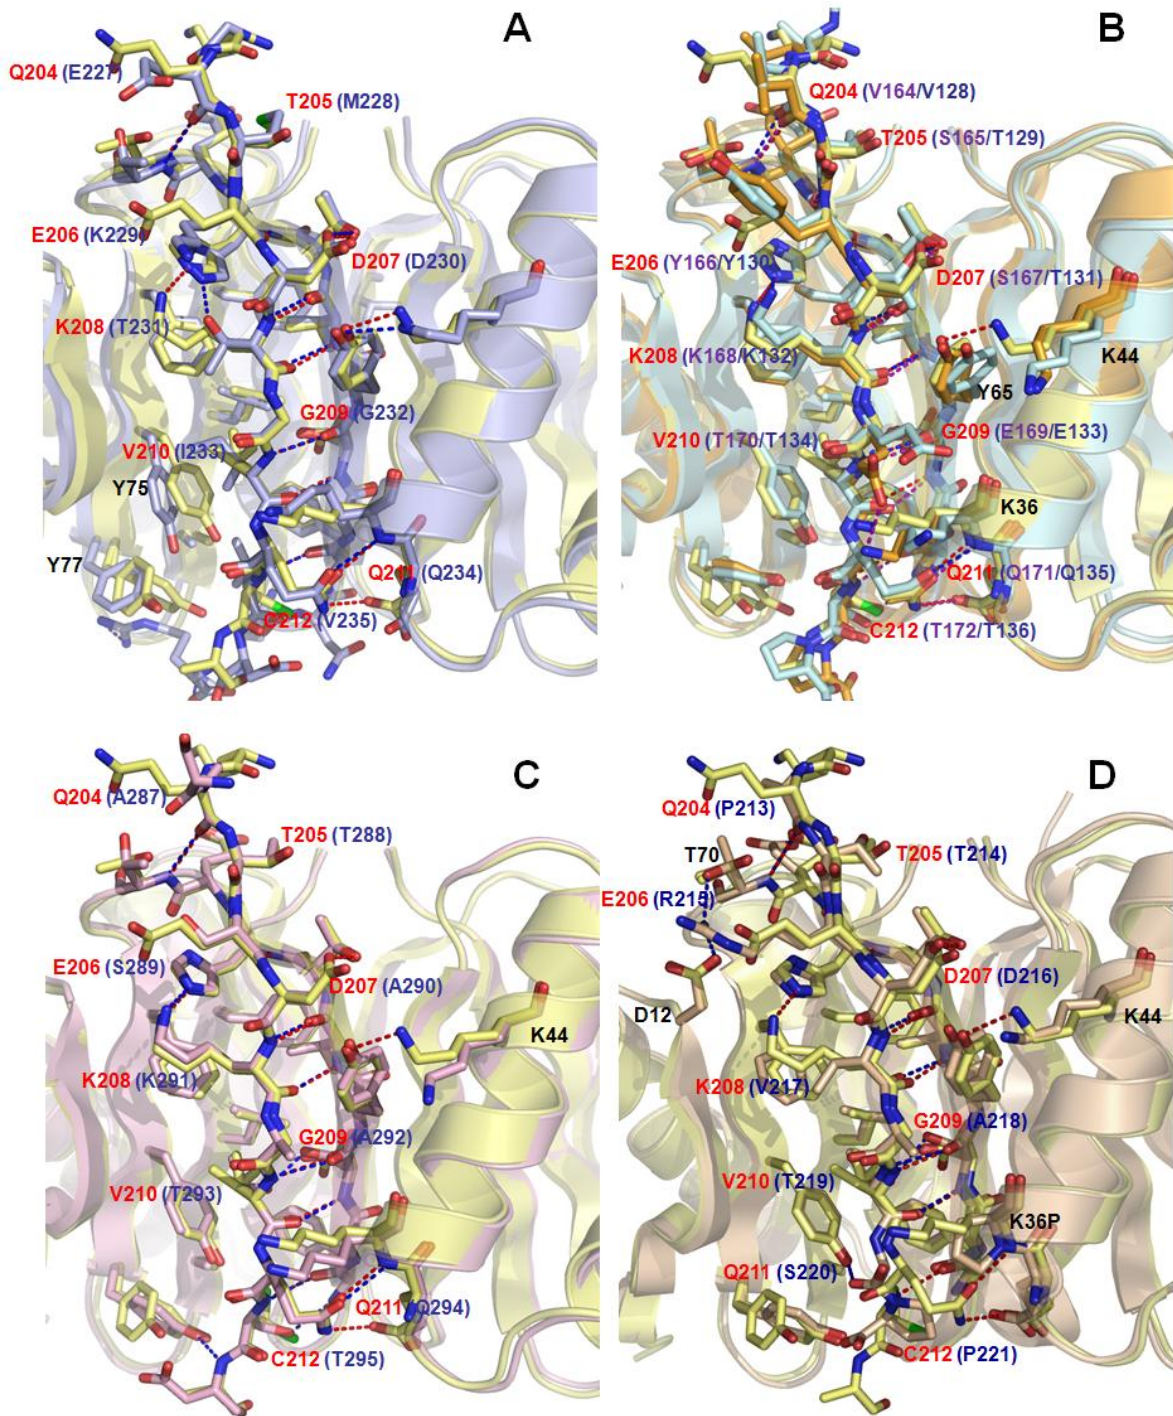 A
Q204 (E227)
T205 (M228)
E206 (K229)
D207 (D230)
K208 (T231)
G209 (G232)
V210 (I233)
Y75
Y77
Q211 (Q234)
C212 (V235)
B
Q204 (V164/V128)
T205 (S165/T129)
E206 (Y166/Y130)
D207 (S167/T131)
K208 (K168/K132)
K44
Y65
V210 (T170/T134)
G209 (E169/E133)
K36
Q211 (Q171/Q135)
C212 (T172/T136)
C
Q204 (A287)
T205 (T288)
E206 (S289)
D207 (A290)
K44
K208 (K291)
G209 (A292)
V210 (T293)
Q211 (Q294)
C212 (T295)
D
Q204 (P213)
T70
T205 (T214)
E206 (R215)
D207 (D216)
D12
K44
K208 (V217)
G209 (A218)
V210 (T219)
K36P
Q211 (S220)
C212 (P221)